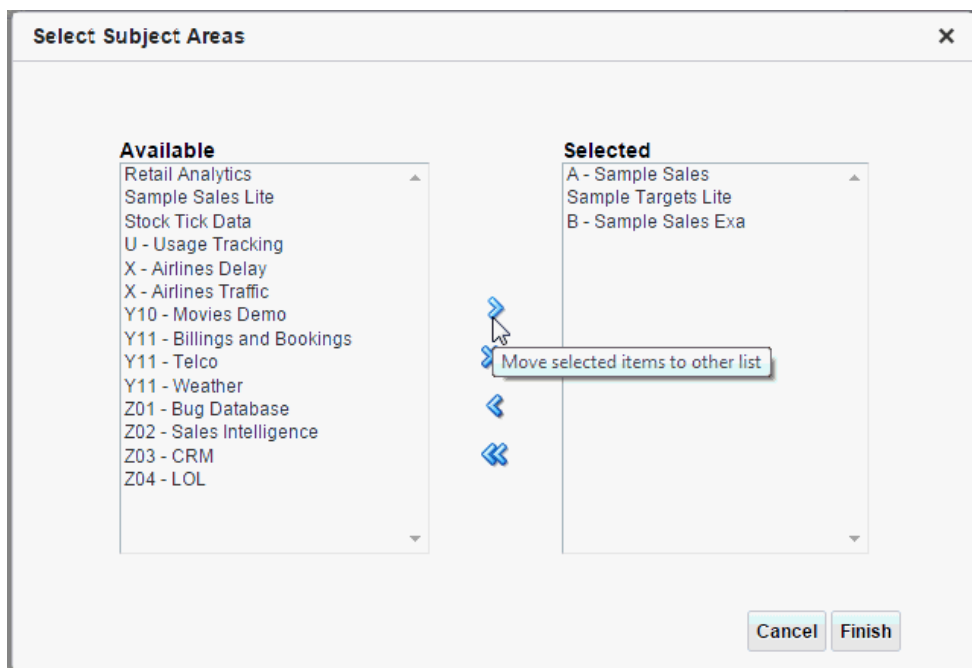 Select Subject Areas
Available
Retail Analytics
Sample Sales Lite
Stock Tick Data
U - Usage Tracking
X - Airlines Delay
X - Airlines Traffic
Y10 - Movies Demo
Y11 - Billings and Bookings
Y11 - Telco
Y11 - Weather
Z01 - Bug Database
Z02 - Sales Intelligence
Z03 - CRM
Z04 - LOL
Move selected items to other list
Selected
A - Sample Sales
Sample Targets Lite
B - Sample Sales Exa
Cancel
Finish